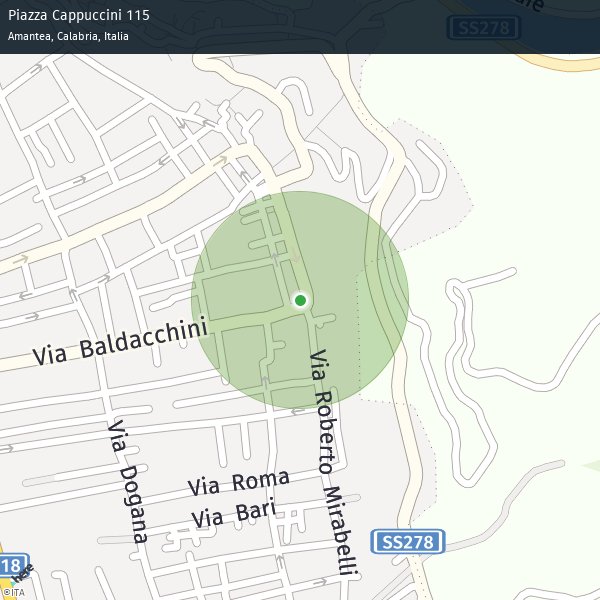 Piazza Cappuccini 115
Amantea, Calabria, Italia
SS278
Via Baldacchini
Via Roberto Mirabelli
Via Dogana
Via Roma
Via Bari
SS278
18
here
©ITA